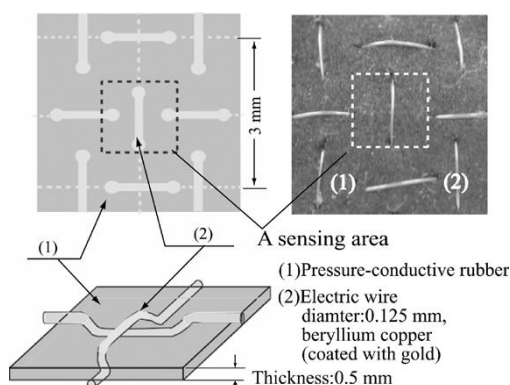 3 mm
(1)
(2)
(1)
(2)
A sensing area
(1)Pressure-conductive rubber
(2)Electric wire
diamter:0.125 mm,
beryllium copper
(coated with gold)
Thickness:0.5 mm